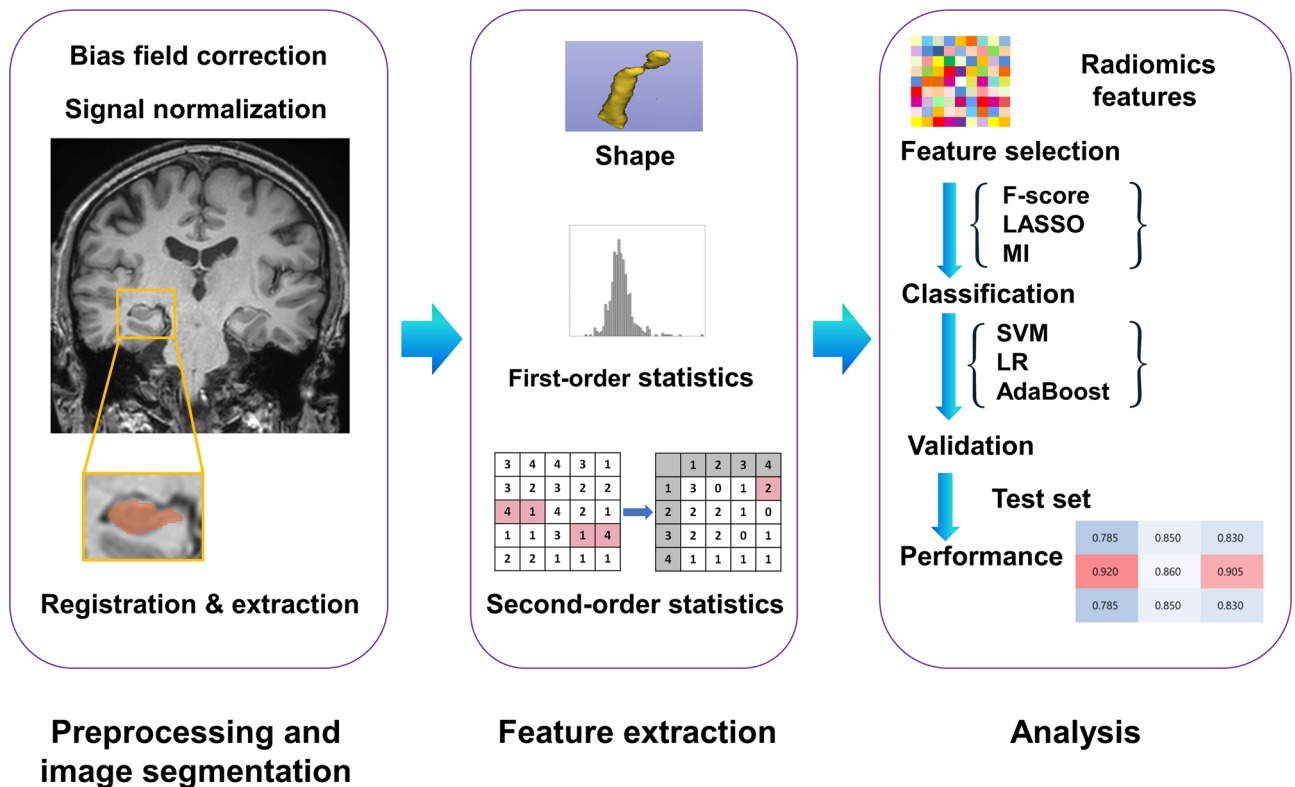 Bias field correction
Signal normalization
Registration & extraction
Preprocessing and
image segmentation
Shape
First-order statistics
3 4 4 3 1
3 2 3 2 2
4 1 4 2 1
1 1 3 1 4
2 2 1 1 1
1 2 3 4
1 3 0 1 2
2 2 2 1 0
3 2 2 0 1
4 1 1 1 1
Second-order statistics
Feature extraction
Radiomics
features
Feature selection
F-score
LASSO
MI
Classification
SVM
LR
AdaBoost
Validation
Test set
Performance
0.785 0.850 0.830
0.920 0.860 0.905
0.785 0.850 0.830
Analysis